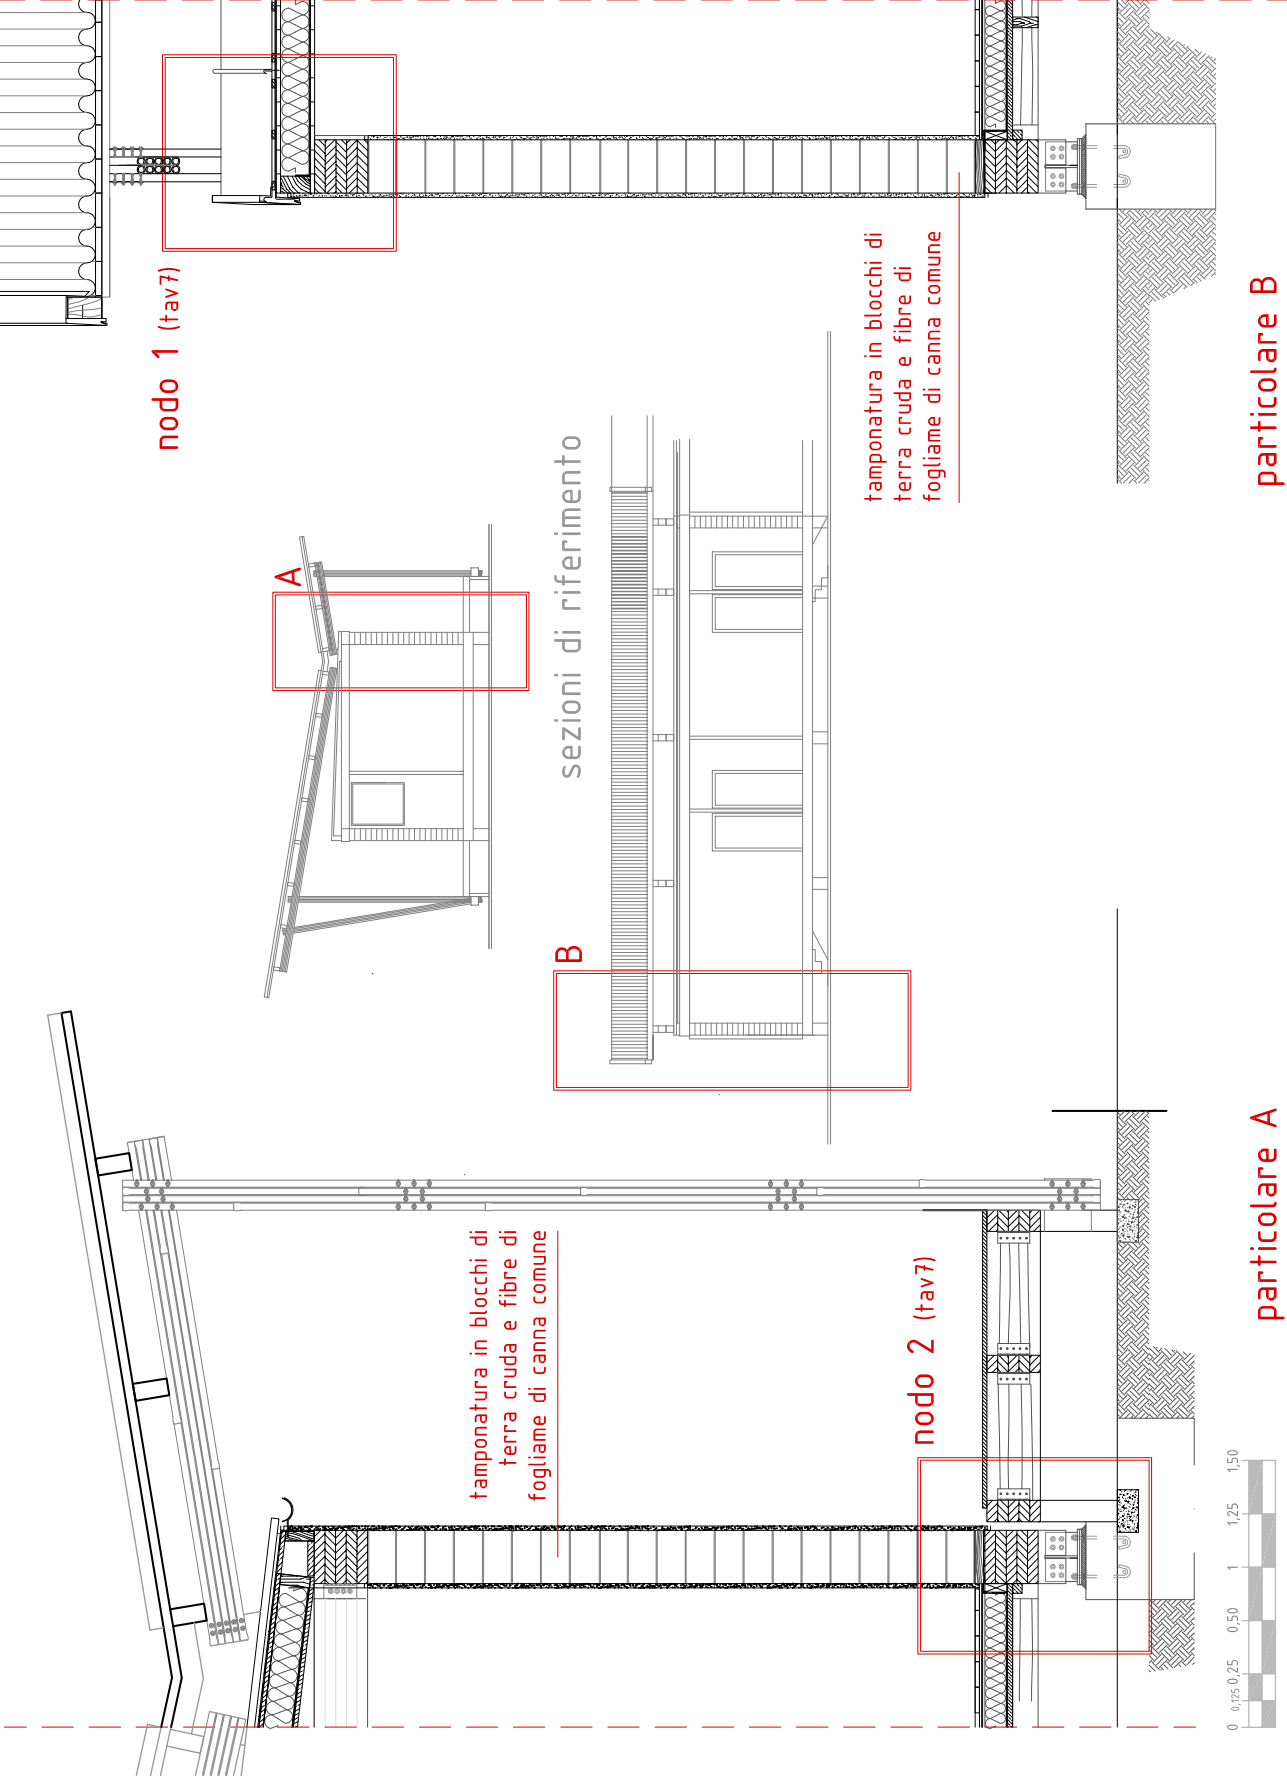 nodo 1 (tav7)
A
sezioni di riferimento
B
tamponatura in blocchi di
terra cruda e fibre di
fogliame di canna comune
particolare B
tamponatura in blocchi di
terra cruda e fibre di
fogliame di canna comune
nodo 2 (tav7)
particolare A
0 0,125 0,25 0,50 1 1,25 1,50